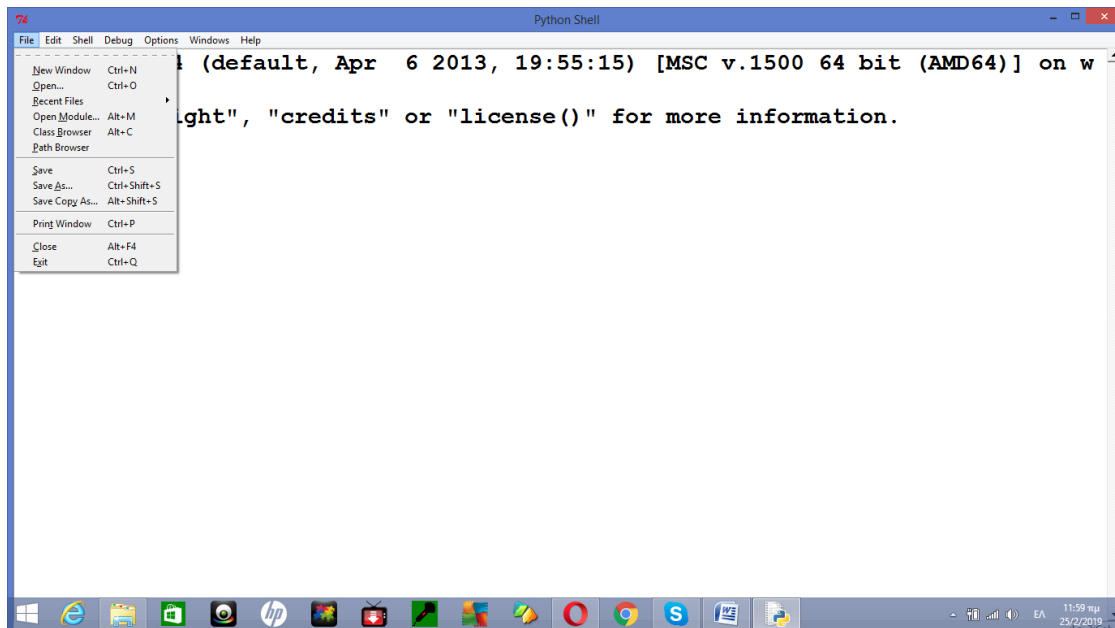 Python Shell
File Edit Shell Debug Options Windows Help
(default, Apr 6 2013, 19:55:15) [MSC v.1500 64 bit (AMD64)] on w
ight", "credits" or "license()" for more information.
New Window Ctrl+N
Open... Ctrl+O
Recent Files
Open Module... Alt+M
Class Browser Alt+C
Path Browser
Save Ctrl+S
Save As... Ctrl+Shift+S
Save Copy As... Alt+Shift+S
Print Window Ctrl+P
Close Alt+F4
Exit Ctrl+Q
hp
S
W
ΕΛ
11:59 πμ
25/2/2019